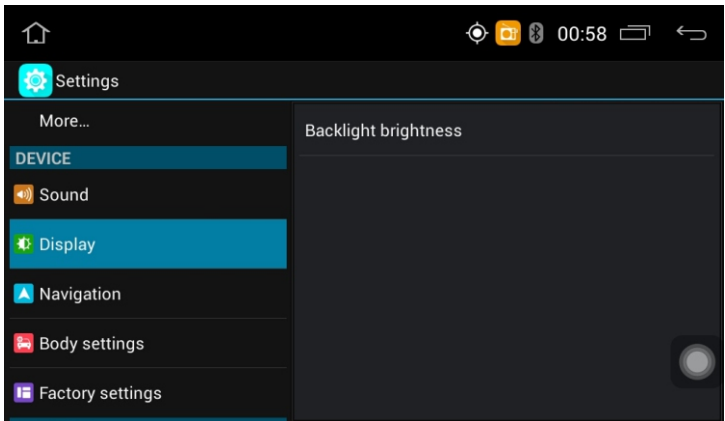 00:58
Settings
More...
DEVICE
Sound
Display
Navigation
Body settings
Factory settings
Backlight brightness